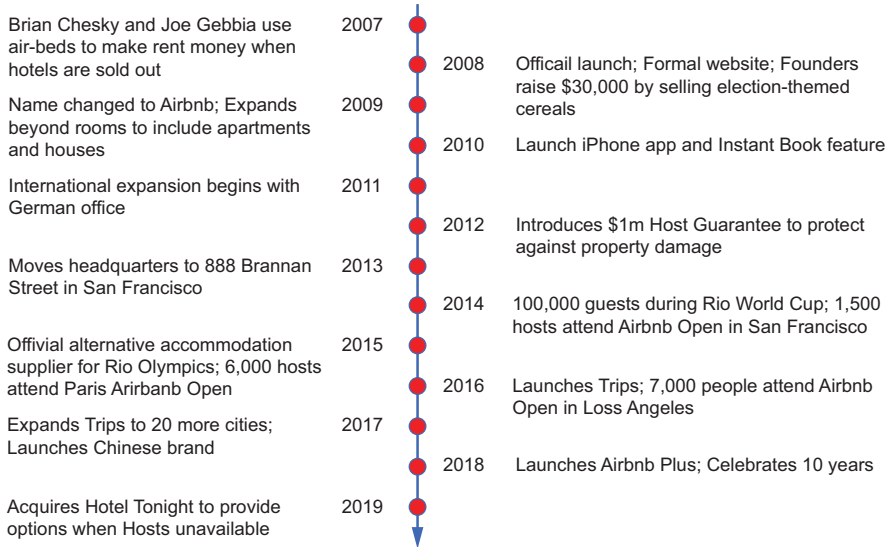 Brian Chesky and Joe Gebbia use
air-beds to make rent money when
hotels are sold out
2007
2008
Officail launch; Formal website; Founders
raise $30,000 by selling election-themed
cereals
Name changed to Airbnb; Expands
beyond rooms to include apartments
and houses
2009
2010
Launch iPhone app and Instant Book feature
International expansion begins with
German office
2011
2012
Introduces $1m Host Guarantee to protect
against property damage
Moves headquarters to 888 Brannan
Street in San Francisco
2013
2014
100,000 guests during Rio World Cup; 1,500
hosts attend Airbnb Open in San Francisco
Offivial alternative accommodation
supplier for Rio Olympics; 6,000 hosts
attend Paris Arirbanb Open
2015
2016
Launches Trips; 7,000 people attend Airbnb
Open in Loss Angeles
Expands Trips to 20 more cities;
Launches Chinese brand
2017
2018
Launches Airbnb Plus; Celebrates 10 years
Acquires Hotel Tonight to provide
options when Hosts unavailable
2019